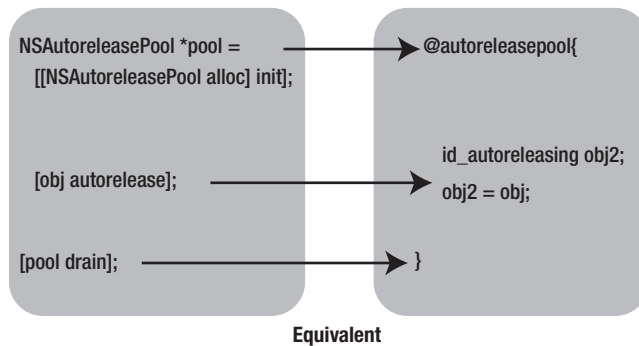 NSAutoreleasePool *pool =
[[NSAutoreleasePool alloc] init];
[obj autorelease];
[pool drain];
@autoreleasepool{
id_autoreleasing obj2;
obj2 = obj;
}
Equivalent